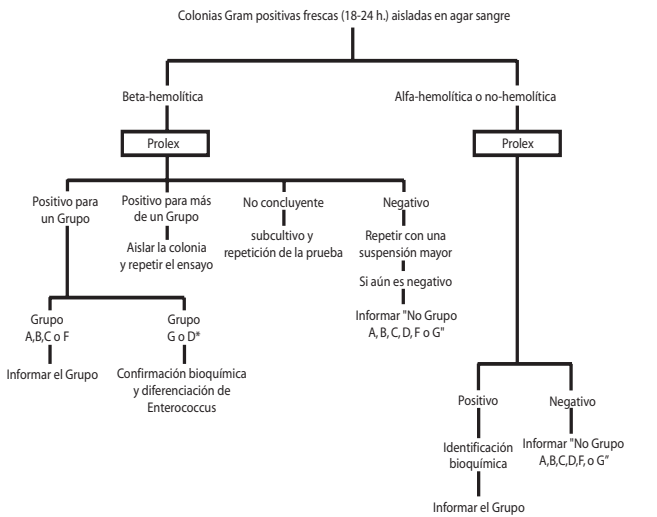 Colonias Gram positivas frescas (18-24 h.) aisladas en agar sangre
Beta-hemolítica
Alfa-hemolítica o no-hemolítica
Prolex
Prolex
Positivo para
un Grupo
Positivo para más
de un Grupo
Aislar la colonia
y repetir el ensayo
No concluyente
subcultivo y
repetición de la prueba
Negativo
Repetir con una
suspensión mayor
Si aún es negativo
Informar "No Grupo
A, B, C, D, F o G"
Grupo
A,B,C o F
Informar el Grupo
Grupo
G o D*
Confirmación bioquímica
y diferenciación de
Enterococcus
Positivo
Identificación
bioquímica
Informar el Grupo
Negativo
Informar "No Grupo
A,B,C,D,F, o G"